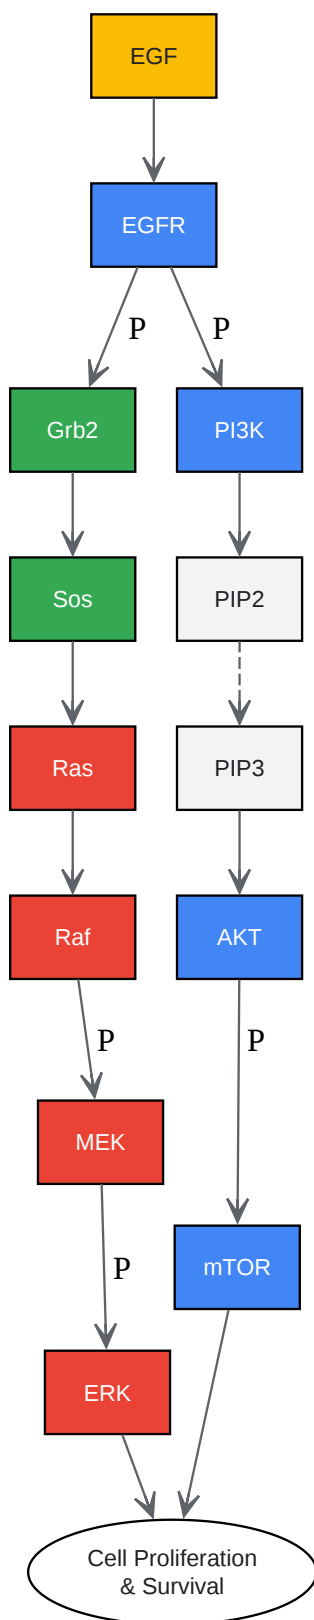 EGF
EGFR
P
P
Grb2
PI3K
Sos
PIP2
Ras
PIP3
Raf
AKT
P
P
MEK
mTOR
P
ERK
Cell Proliferation
& Survival